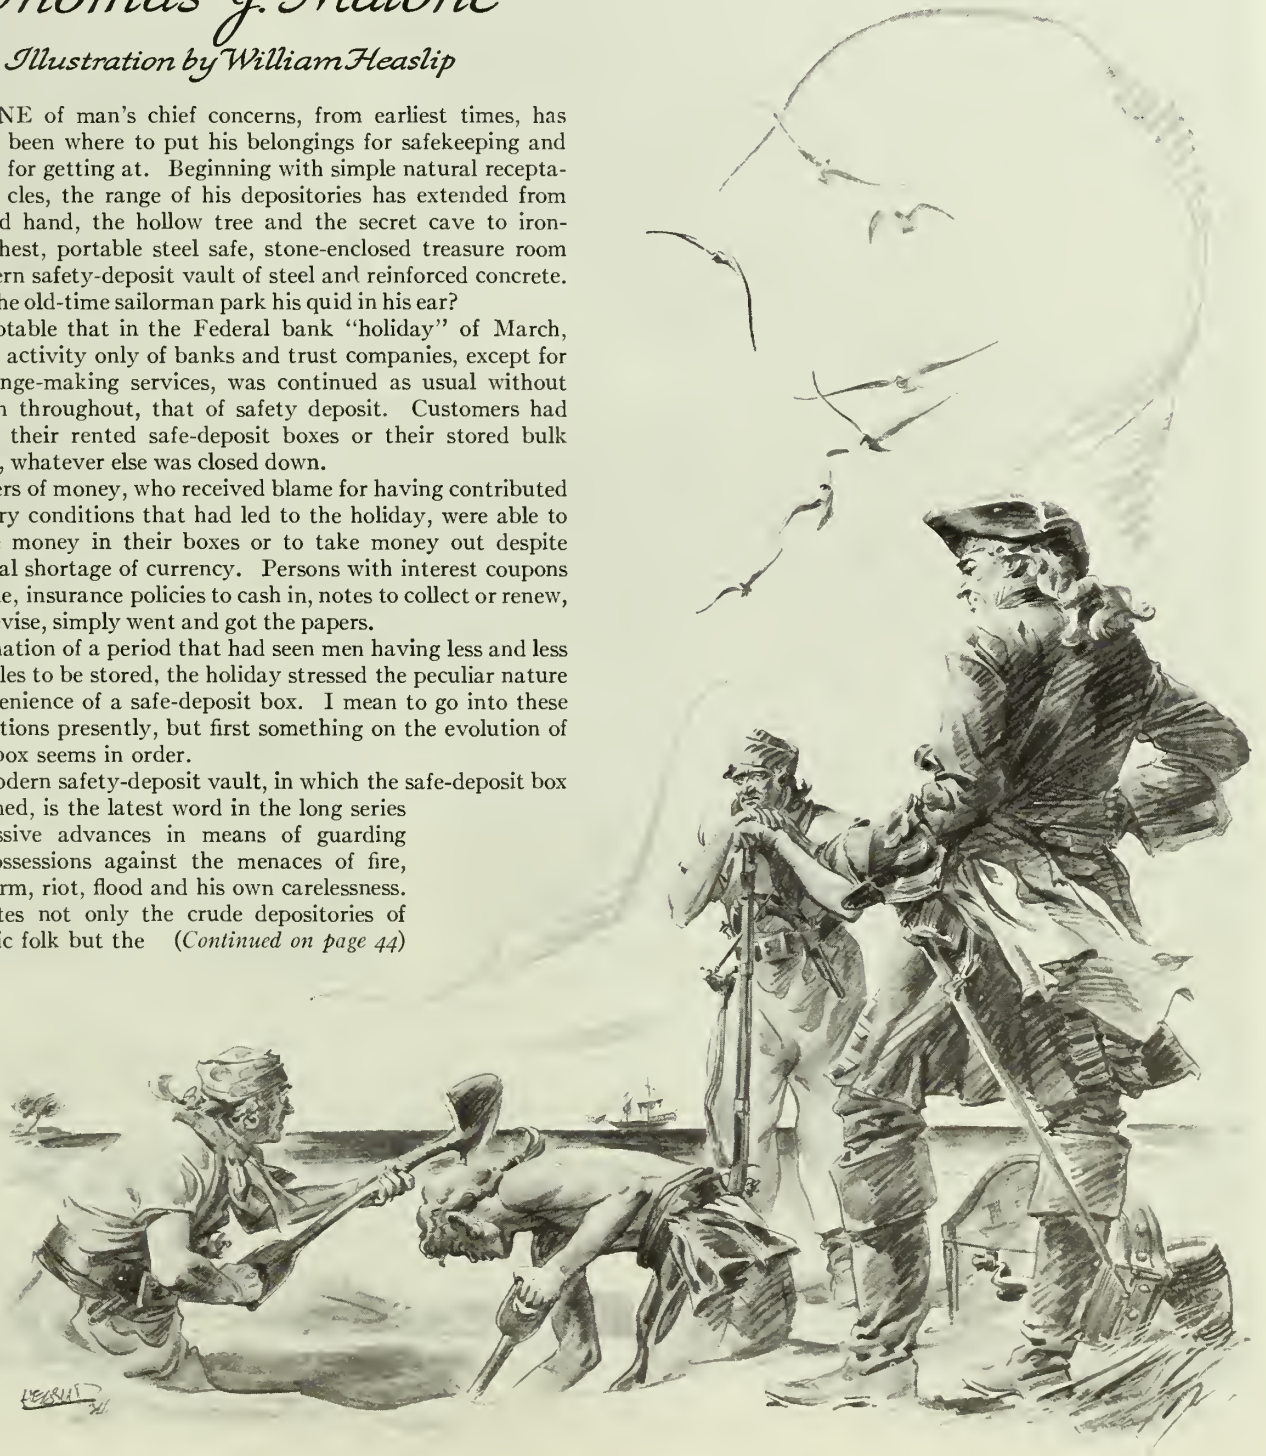 Thomas J. Malone
Illustration by William Heaslip
NE of man's chief concerns, from earliest times, has
been where to put his belongings for safekeeping and
for getting at. Beginning with simple natural recepta-
cles, the range of his depositories has extended from
d hand, the hollow tree and the secret cave to iron-
hest, portable steel safe, stone-enclosed treasure room
ern safety-deposit vault of steel and reinforced concrete.
he old-time sailorman park his quid in his ear?
otable that in the Federal bank "holiday" of March,
activity only of banks and trust companies, except for
nge-making services, was continued as usual without
n throughout, that of safety deposit. Customers had
their rented safe-deposit boxes or their stored bulk
, whatever else was closed down.
ers of money, who received blame for having contributed
ry conditions that had led to the holiday, were able to
money in their boxes or to take money out despite
al shortage of currency. Persons with interest coupons
e, insurance policies to cash in, notes to collect or renew,
vise, simply went and got the papers.
nation of a period that had seen men having less and less
les to be stored, the holiday stressed the peculiar nature
enience of a safe-deposit box. I mean to go into these
tions presently, but first something on the evolution of
box seems in order.
odern safety-deposit vault, in which the safe-deposit box
ned, is the latest word in the long series
ssive advances in means of guarding
ossessions against the menaces of fire,
rm, riot, flood and his own carelessness.
tes not only the crude depositories of
ic folk but the (Continued on page 44)
HEASLIP